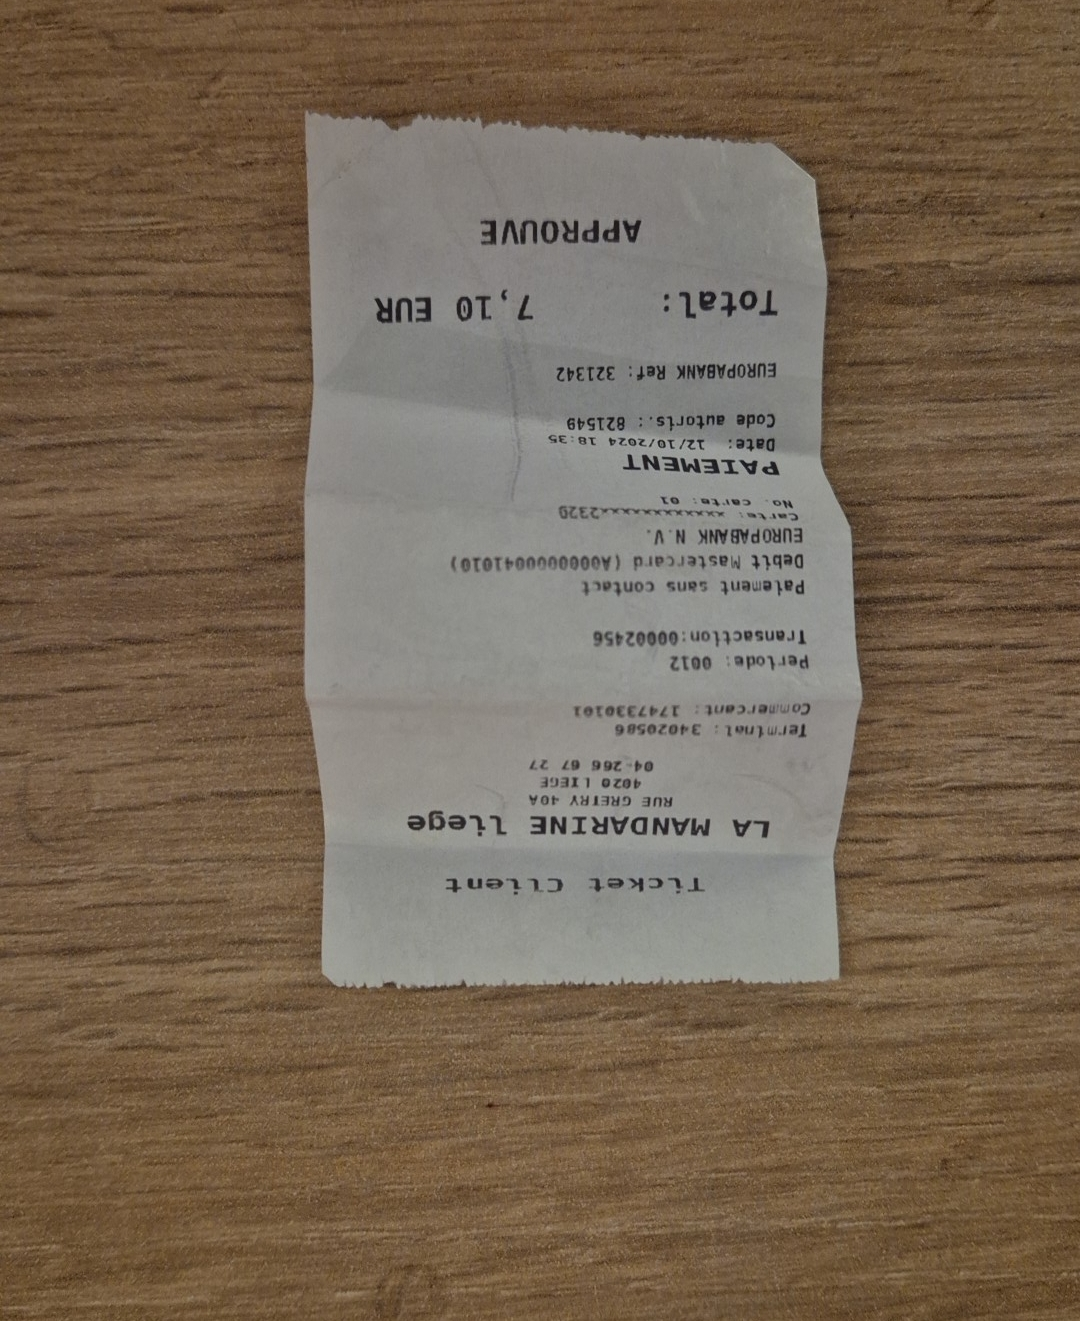 Ticket Client
LA MANDARINE liege
RUE GRETRY 40A
4020 LIEGE
04-266 67 27
Terminal: 34020586
Commercant: 1747330101
Periode: 0012
Transaction:00002456
Paiement sans contact
Debit Mastercard (A0000000041010)
EUROPABANK N.V.
Carte: xxxxxxxxxxxx2329
No. carte: 01
PAIEMENT
Date: 12/10/2024 18:35
Code autoris.: 821549
EUROPABANK Ref: 321342
Total: 7,10 EUR
APPROUVE